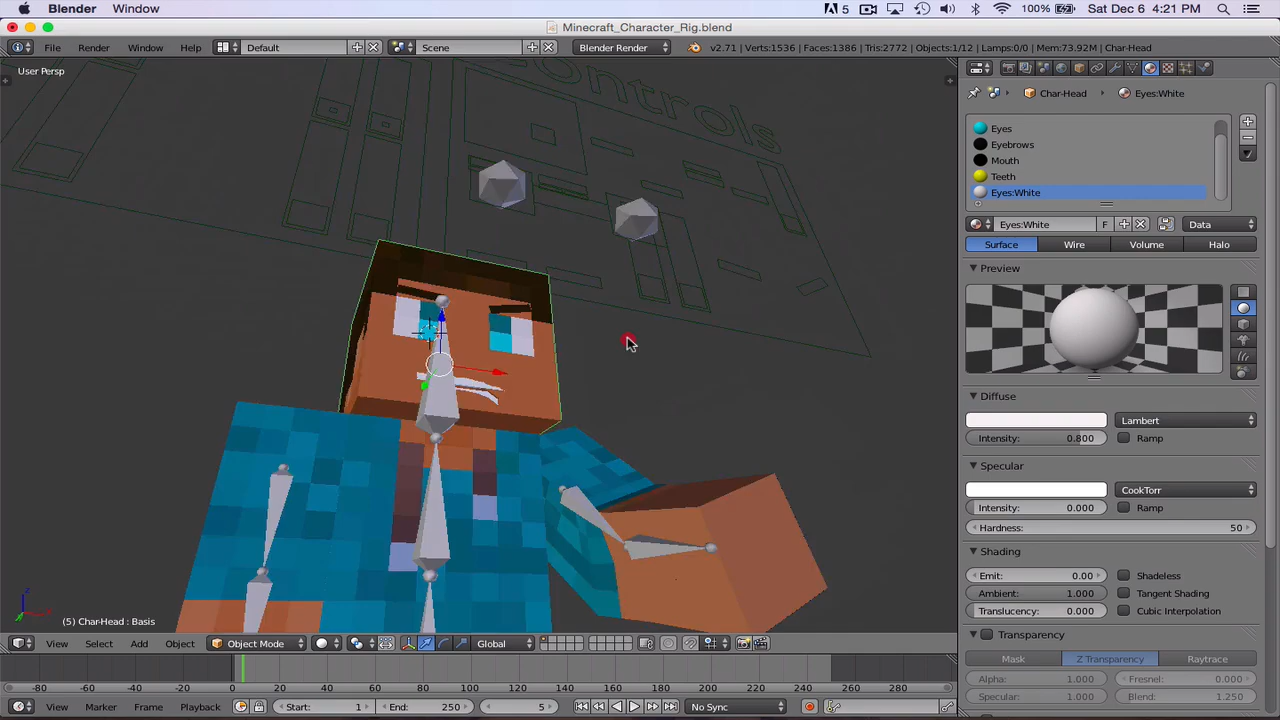 Blender Window 5 100% Sat Dec 6 4:21 PM
Minecraft_Character_Rig.blend
File Render Window Help Default Scene Blender Render v2.71 | Verts:1536 | Faces:1386 | Tris:2772 | Objects:1/12 | Lamps:0/0 | Mem:73.92M | Char-Head
User Persp
Controls
Char-Head Eyes:White
Eyes
Eyebrows
Mouth
Teeth
Eyes:White
Eyes:White F Data
Surface Wire Volume Halo
Preview
Diffuse
Lambert
Intensity: 0.800 Ramp
Specular
CookTorr
Intensity: 0.000 Ramp
Hardness: 50
Shading
Emit: 0.00 Shadeless
Ambient: 1.000 Tangent Shading
Translucency: 0.000 Cubic Interpolation
Transparency
Mask Z Transparency Raytrace
Alpha: 1.000 Fresnel: 0.000
Specular: 1.000 Blend: 1.250
(5) Char-Head : Basis
View Select Add Object Object Mode Global
-80 -60 -40 -20 0 20 40 60 80 100 120 140 160 180 200 220 240 260 280
View Marker Frame Playback Start: 1 End: 250 5 No Sync